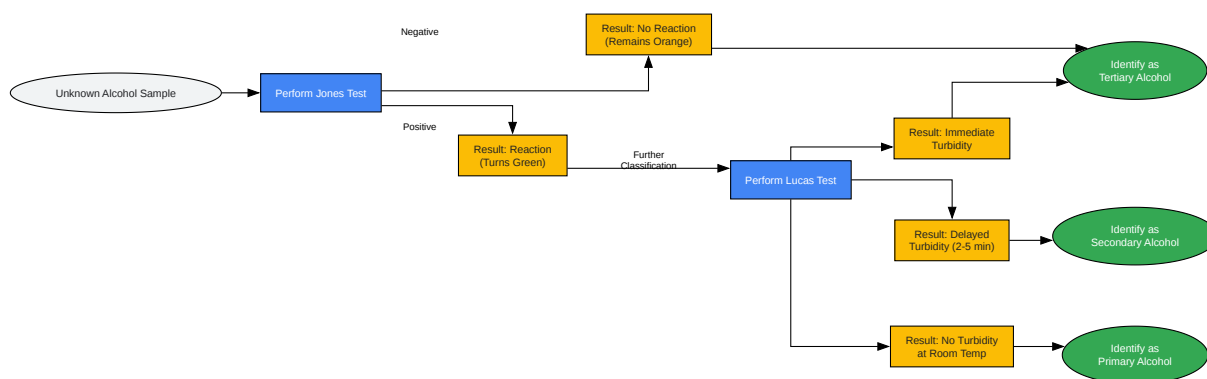 Negative
Result: No Reaction
(Remains Orange)
Identify as
Tertiary Alcohol
Unknown Alcohol Sample
Perform Jones Test
Positive
Result: Reaction
(Turns Green)
Further
Classification
Perform Lucas Test
Result: Immediate
Turbidity
Result: Delayed
Turbidity (2-5 min)
Identify as
Secondary Alcohol
Result: No Turbidity
at Room Temp
Identify as
Primary Alcohol